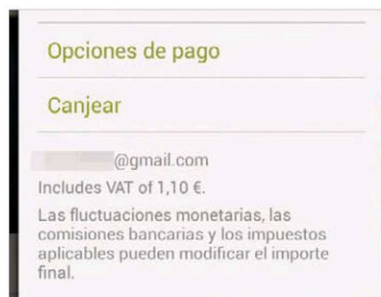 Opciones de pago
Canjear
@gmail.com
Includes VAT of 1,10 €.
Las fluctuaciones monetarias, las
comisiones bancarias y los impuestos
aplicables pueden modificar el importe
final.